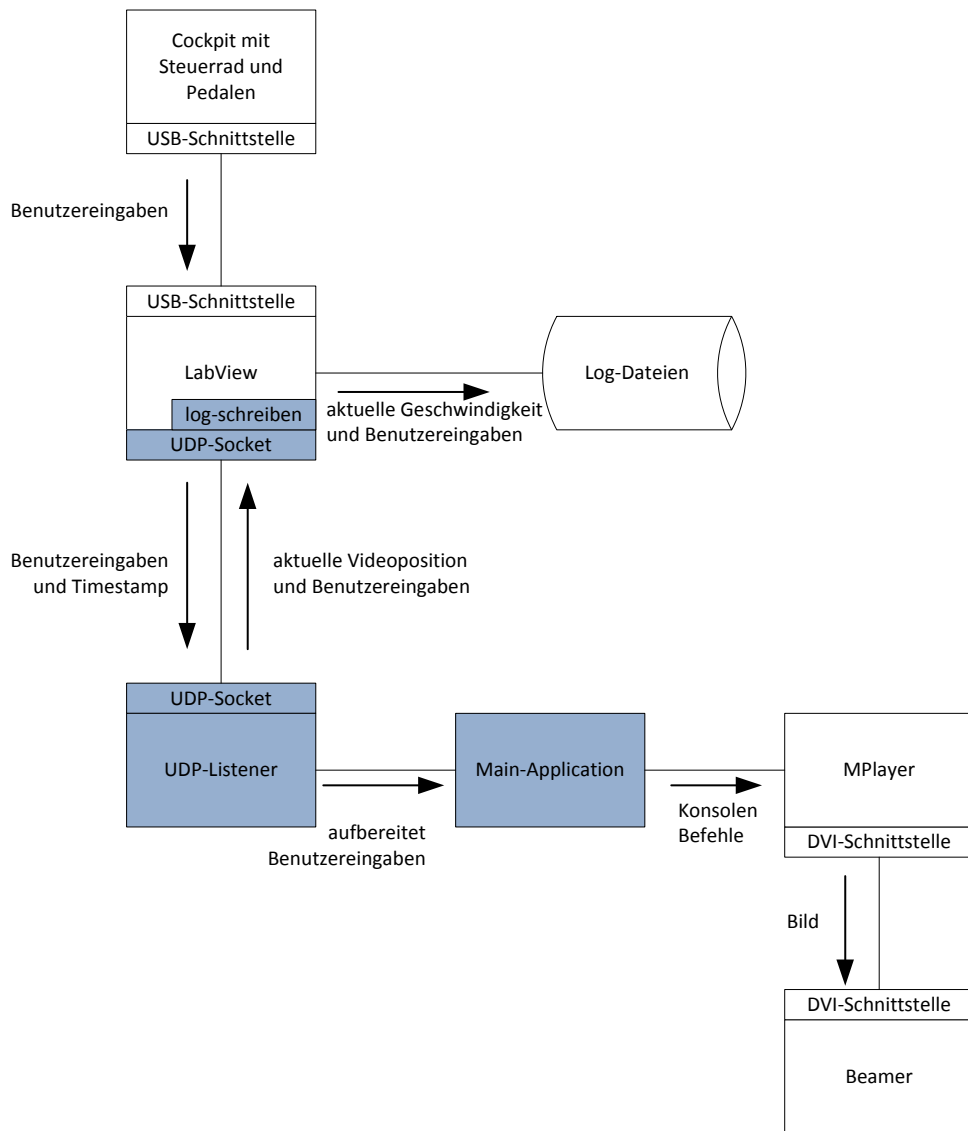 Cockpit mit
Steuerrad und
Pedalen
USB-Schnittstelle
Benutzereingaben
USB-Schnittstelle
LabView
log-schreiben
UDP-Socket
aktuelle Geschwindigkeit
und Benutzereingaben
Log-Dateien
Benutzereingaben
und Timestamp
aktuelle Videoposition
und Benutzereingaben
UDP-Socket
UDP-Listener
aufbereitet
Benutzereingaben
Main-Application
Konsolen
Befehle
MPlayer
DVI-Schnittstelle
Bild
DVI-Schnittstelle
Beamer